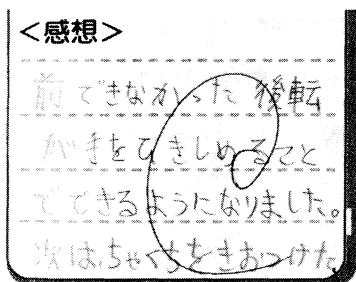 <感想>
前できなかった後転
が手をひきしめること
でできるようになりました。
次は、ちゃくちをきおつけた